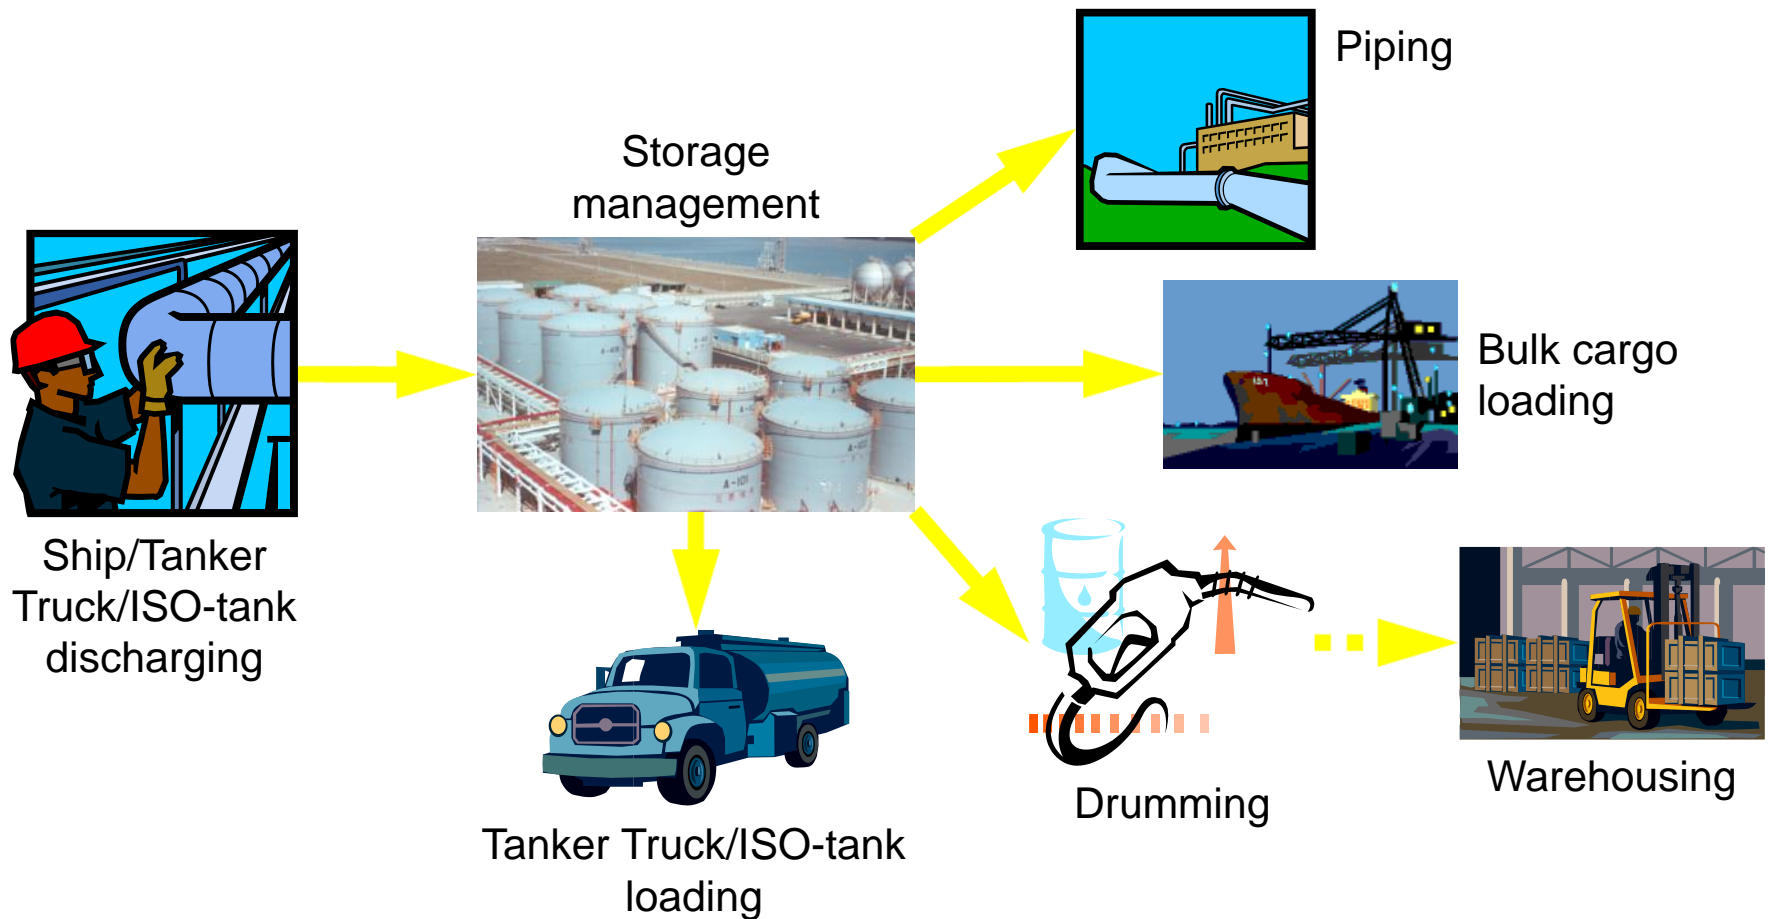 Piping
Storage
management
Bulk cargo
loading
Ship/Tanker
Truck/ISO-tank
discharging
A-101
Tanker Truck/ISO-tank
loading
Drumming
Warehousing